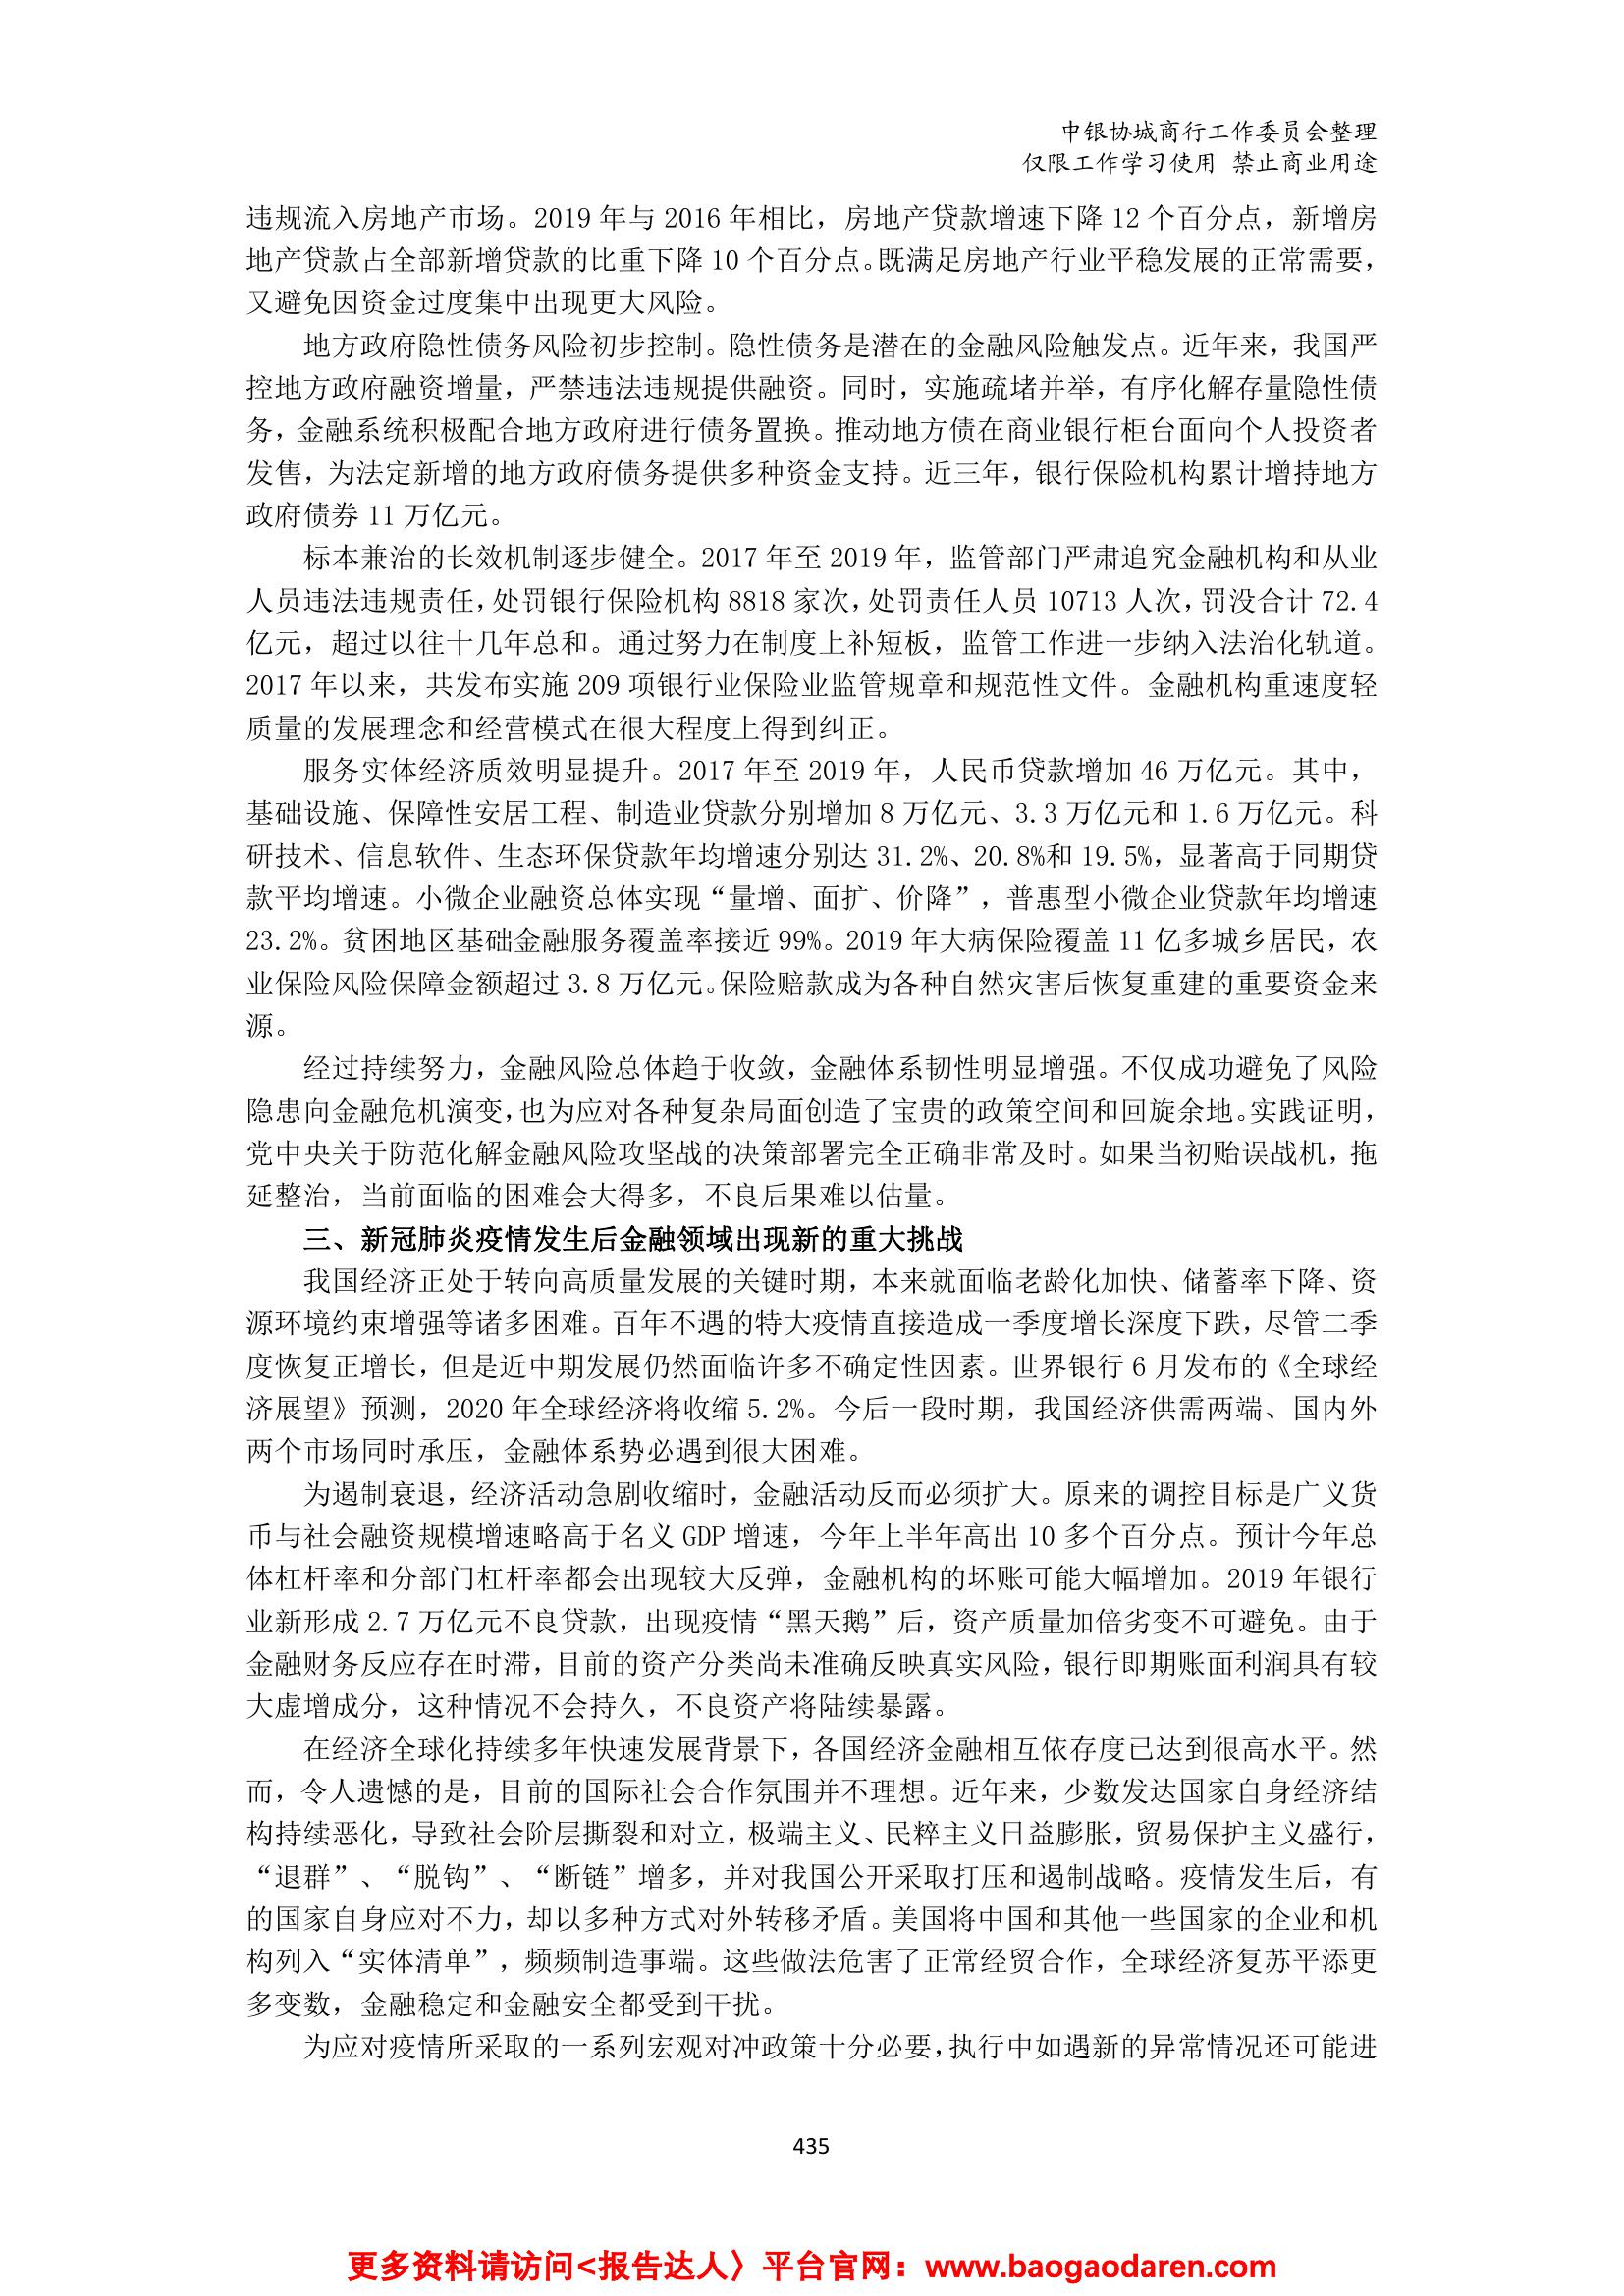 中银协城商行工作委员会整理
仅限工作学习使用 禁止商业用途
违规流入房地产市场。2019 年与 2016 年相比，房地产贷款增速下降 12 个百分点，新增房
地产贷款占全部新增贷款的比重下降 10 个百分点。既满足房地产行业平稳发展的正常需要，
又避免因资金过度集中出现更大风险。
地方政府隐性债务风险初步控制。隐性债务是潜在的金融风险触发点。近年来，我国严
控地方政府融资增量，严禁违法违规提供融资。同时，实施疏堵并举，有序化解存量隐性债
务，金融系统积极配合地方政府进行债务置换。推动地方债在商业银行柜台面向个人投资者
发售，为法定新增的地方政府债务提供多种资金支持。近三年，银行保险机构累计增持地方
政府债券 11 万亿元。
标本兼治的长效机制逐步健全。2017 年至 2019 年，监管部门严肃追究金融机构和从业
人员违法违规责任，处罚银行保险机构 8818 家次，处罚责任人员 10713 人次，罚没合计 72.4
亿元，超过以往十几年总和。通过努力在制度上补短板，监管工作进一步纳入法治化轨道。
2017 年以来，共发布实施 209 项银行业保险业监管规章和规范性文件。金融机构重速度轻
质量的发展理念和经营模式在很大程度上得到纠正。
服务实体经济质效明显提升。2017 年至 2019 年，人民币贷款增加 46 万亿元。其中，
基础设施、保障性安居工程、制造业贷款分别增加 8 万亿元、3.3 万亿元和 1.6 万亿元。科
研技术、信息软件、生态环保贷款年均增速分别达 31.2%、20.8%和 19.5%，显著高于同期贷
款平均增速。小微企业融资总体实现“量增、面扩、价降”，普惠型小微企业贷款年均增速
23.2%。贫困地区基础金融服务覆盖率接近 99%。2019 年大病保险覆盖 11 亿多城乡居民，农
业保险风险保障金额超过 3.8 万亿元。保险赔款成为各种自然灾害后恢复重建的重要资金来
源。
经过持续努力，金融风险总体趋于收敛，金融体系韧性明显增强。不仅成功避免了风险
隐患向金融危机演变，也为应对各种复杂局面创造了宝贵的政策空间和回旋余地。实践证明，
党中央关于防范化解金融风险攻坚战的决策部署完全正确非常及时。如果当初贻误战机，拖
延整治，当前面临的困难会大得多，不良后果难以估量。
三、新冠肺炎疫情发生后金融领域出现新的重大挑战
我国经济正处于转向高质量发展的关键时期，本来就面临老龄化加快、储蓄率下降、资
源环境约束增强等诸多困难。百年不遇的特大疫情直接造成一季度增长深度下跌，尽管二季
度恢复正增长，但是近中期发展仍然面临许多不确定性因素。世界银行 6 月发布的《全球经
济展望》预测，2020 年全球经济将收缩 5.2%。今后一段时期，我国经济供需两端、国内外
两个市场同时承压，金融体系势必遇到很大困难。
为遏制衰退，经济活动急剧收缩时，金融活动反而必须扩大。原来的调控目标是广义货
币与社会融资规模增速略高于名义 GDP 增速，今年上半年高出 10 多个百分点。预计今年总
体杠杆率和分部门杠杆率都会出现较大反弹，金融机构的坏账可能大幅增加。2019 年银行
业新形成 2.7 万亿元不良贷款，出现疫情“黑天鹅”后，资产质量加倍劣变不可避免。由于
金融财务反应存在时滞，目前的资产分类尚未准确反映真实风险，银行即期账面利润具有较
大虚增成分，这种情况不会持久，不良资产将陆续暴露。
在经济全球化持续多年快速发展背景下，各国经济金融相互依存度已达到很高水平。然
而，令人遗憾的是，目前的国际社会合作氛围并不理想。近年来，少数发达国家自身经济结
构持续恶化，导致社会阶层撕裂和对立，极端主义、民粹主义日益膨胀，贸易保护主义盛行，
“退群”、“脱钩”、“断链”增多，并对我国公开采取打压和遏制战略。疫情发生后，有
的国家自身应对不力，却以多种方式对外转移矛盾。美国将中国和其他一些国家的企业和机
构列入“实体清单”，频频制造事端。这些做法危害了正常经贸合作，全球经济复苏平添更
多变数，金融稳定和金融安全都受到干扰。
为应对疫情所采取的一系列宏观对冲政策十分必要，执行中如遇新的异常情况还可能进
435
更多资料请访问<报告达人〉平台官网：www.baogaodaren.com